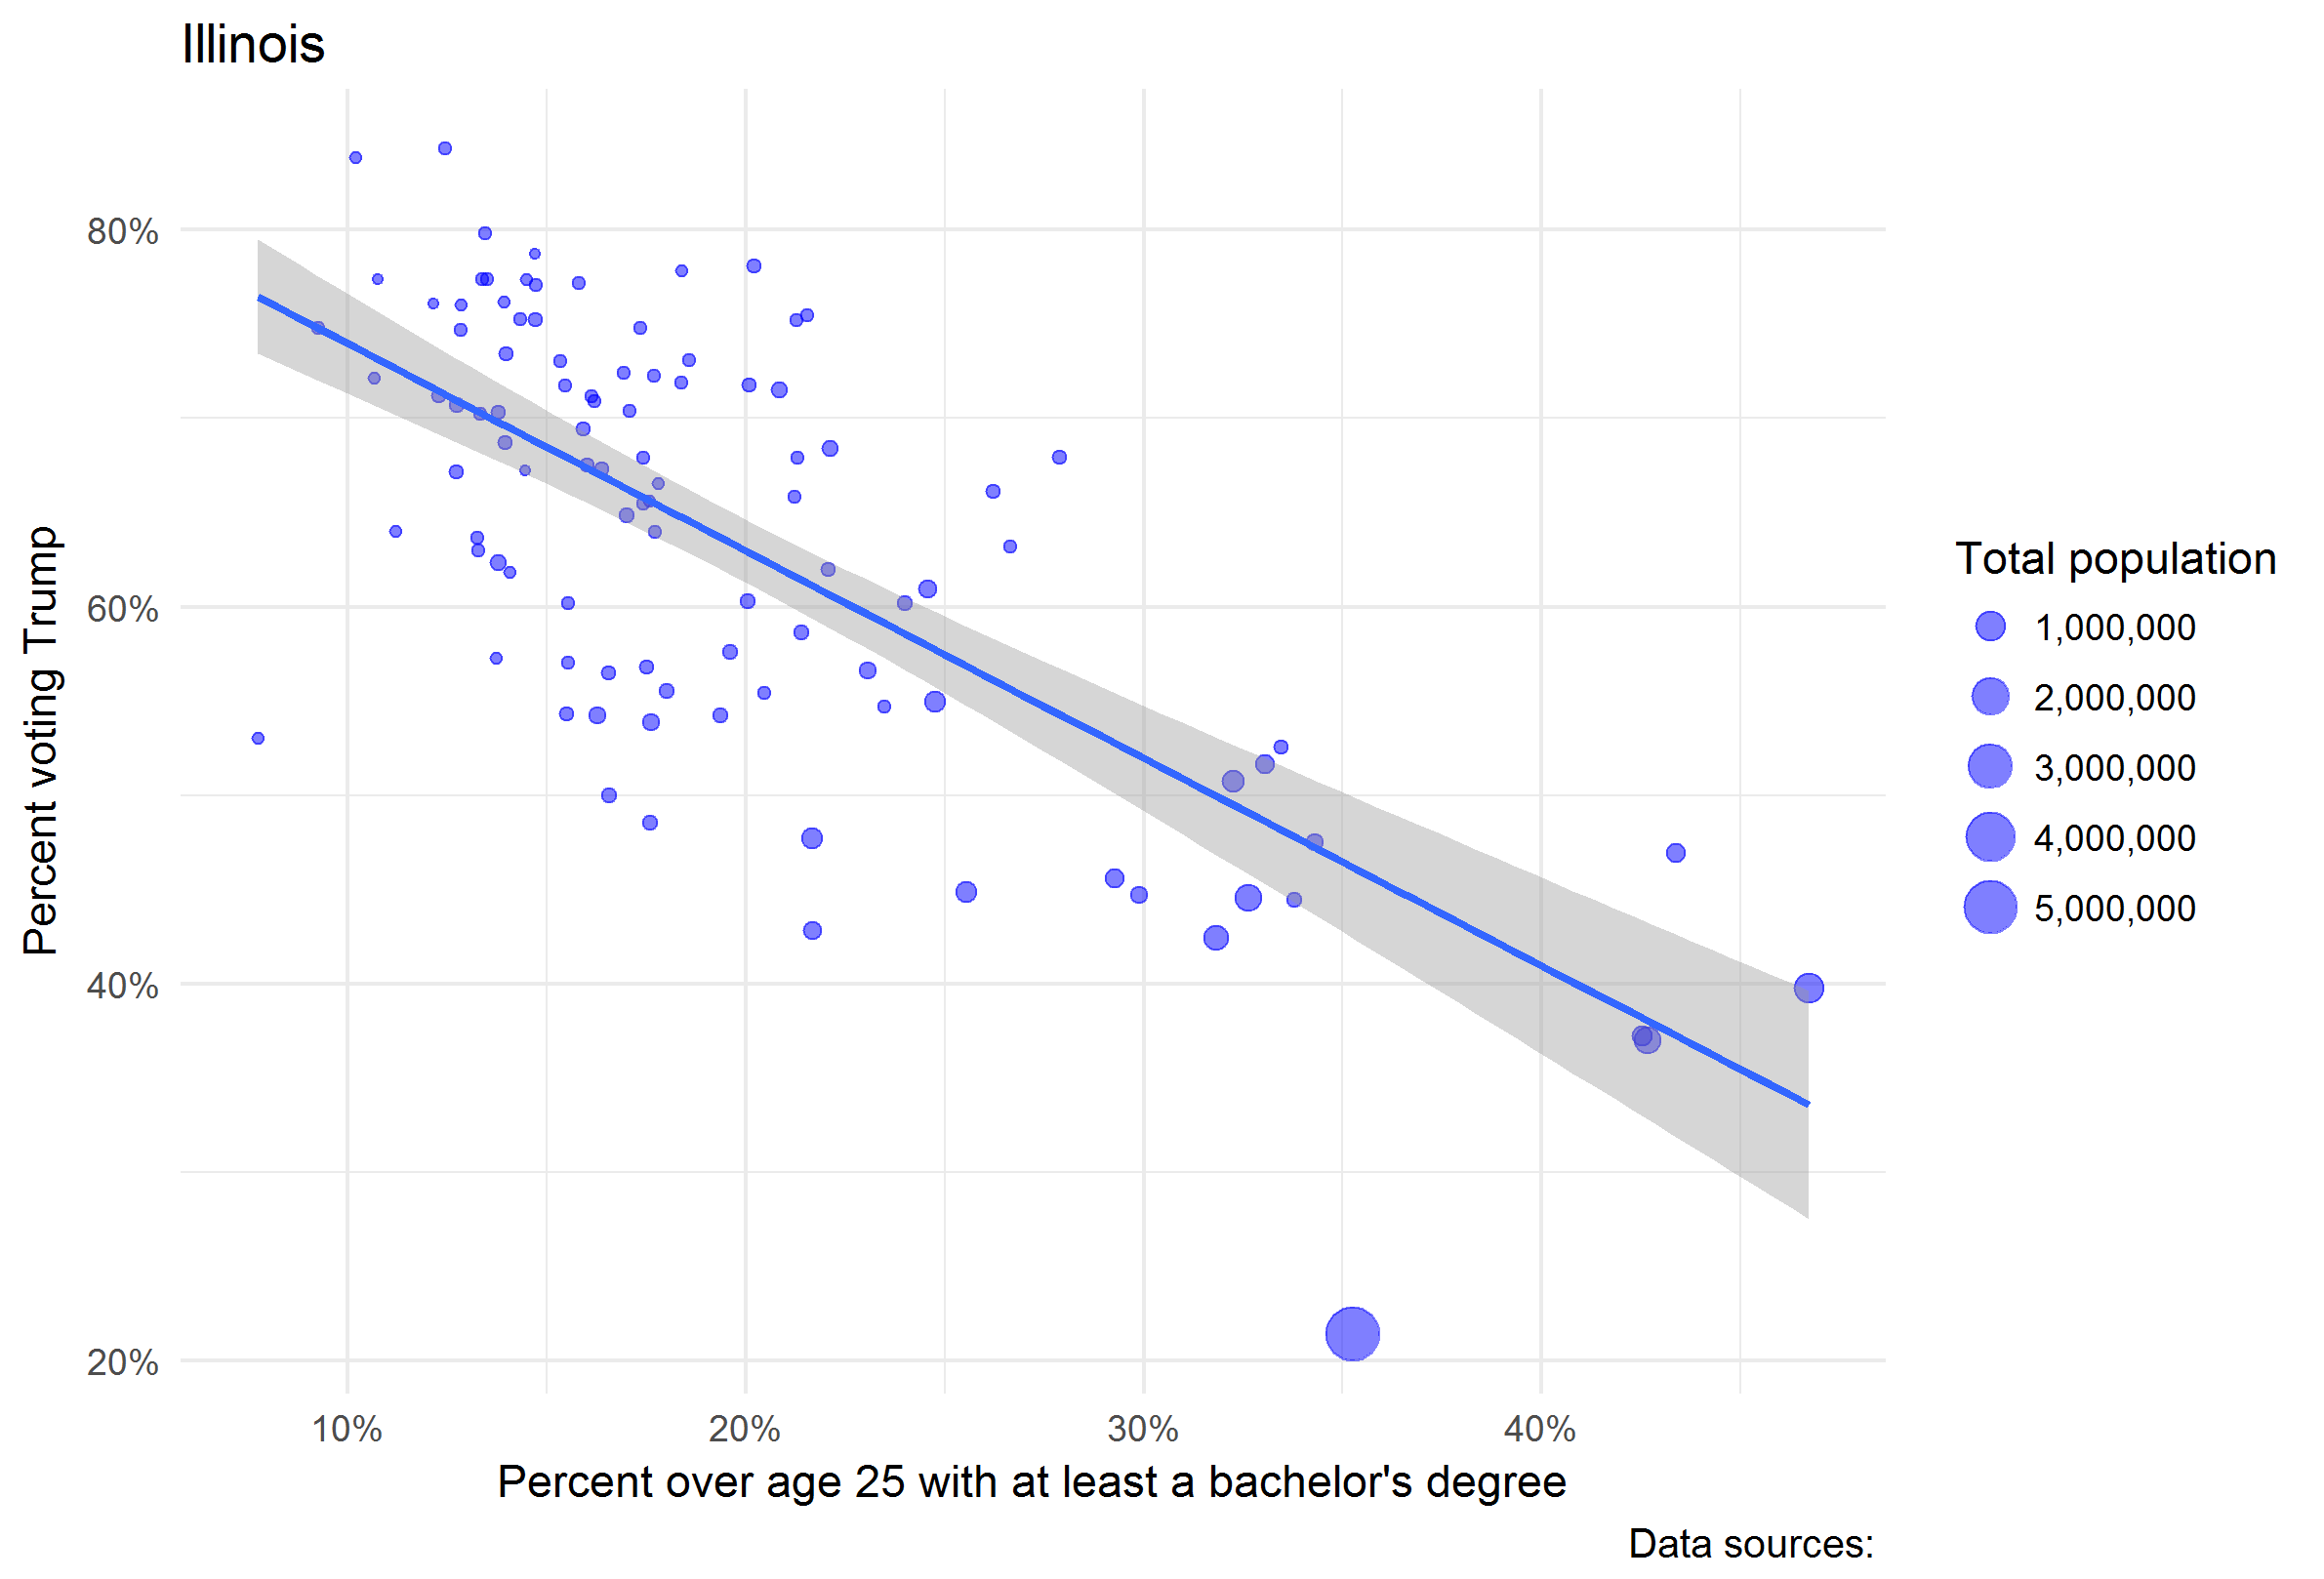 Illinois
80%
60%
40%
20%
Percent voting Trump
10%
20%
30%
40%
Percent over age 25 with at least a bachelor's degree
Total population
1,000,000
2,000,000
3,000,000
4,000,000
5,000,000
Data sources: